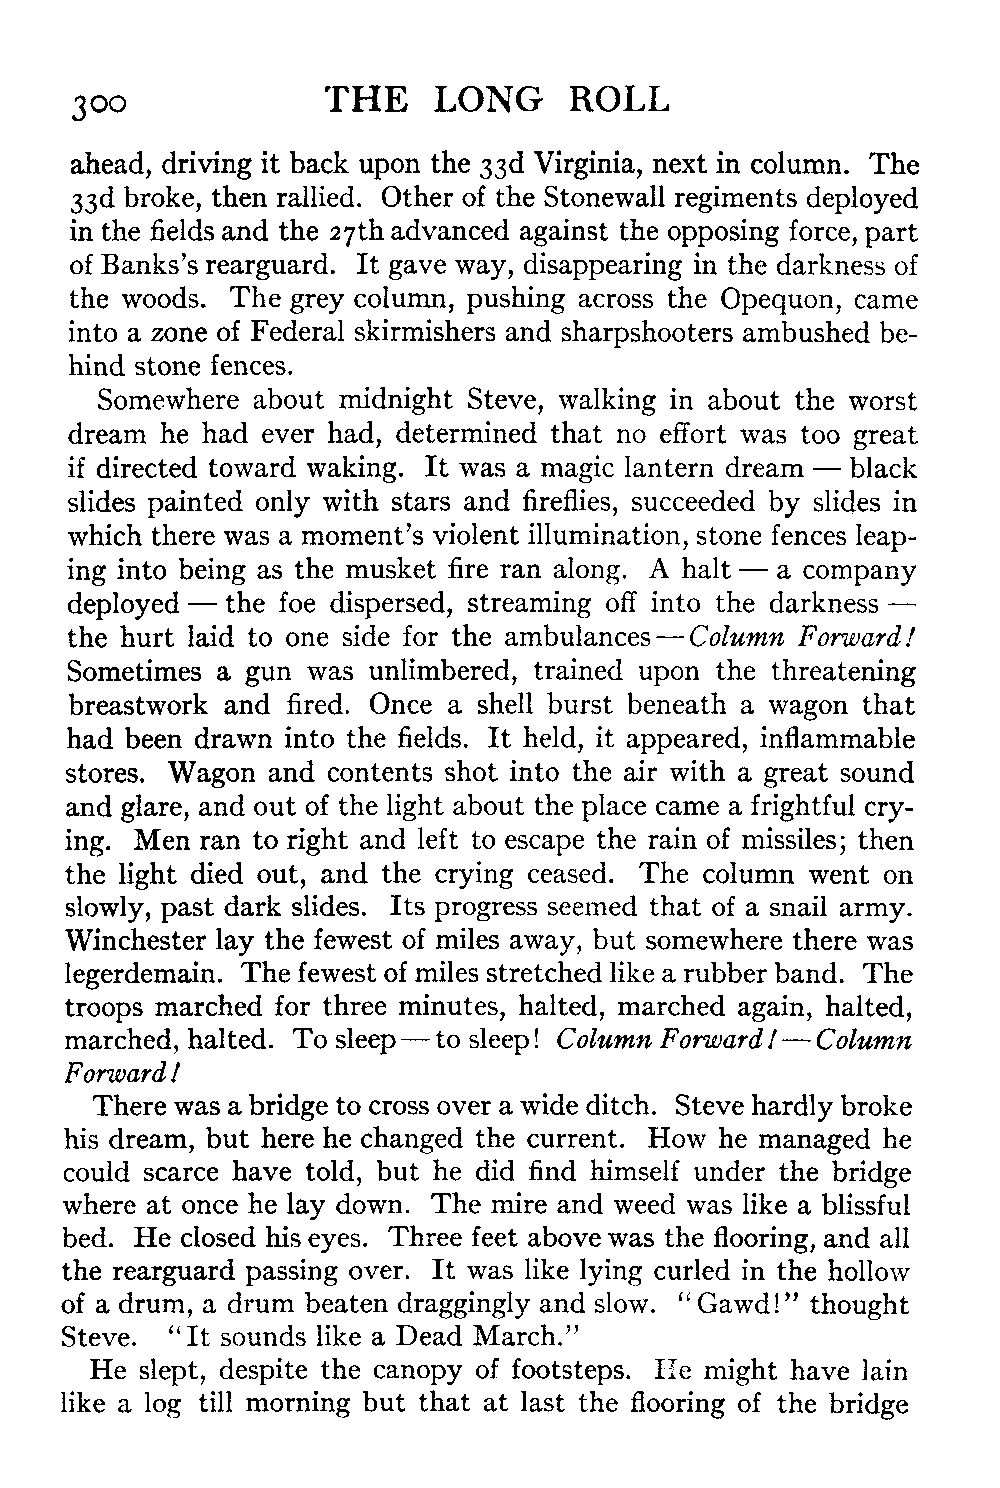 300 THE LONG ROLL
ahead, driving it back upon the 33d Virginia, next in column. The
33d broke, then rallied. Other of the Stonewall regiments deployed
in the fields and the 27th advanced against the opposing force, part
of Banks's rearguard. It gave way, disappearing in the darkness of
the woods. The grey column, pushing across the Opequon, came
into a zone of Federal skirmishers and sharpshooters ambushed be-
hind stone fences.
Somewhere about midnight Steve, walking in about the worst
dream he had ever had, determined that no effort was too great
if directed toward waking. It was a magic lantern dream — black
slides painted only with stars and fireflies, succeeded by slides in
which there was a moment's violent illumination, stone fences leap-
ing into being as the musket fire ran along. A halt — a company
deployed — the foe dispersed, streaming off into the darkness —
the hurt laid to one side for the ambulances — Column Forward!
Sometimes a gun was unlimbered, trained upon the threatening
breastwork and fired. Once a shell burst beneath a wagon that
had been drawn into the fields. It held, it appeared, inflammable
stores. Wagon and contents shot into the air with a great sound
and glare, and out of the light about the place came a frightful cry-
ing. Men ran to right and left to escape the rain of missiles; then
the light died out, and the crying ceased. The column went on
slowly, past dark slides. Its progress seemed that of a snail army.
Winchester lay the fewest of miles away, but somewhere there was
legerdemain. The fewest of miles stretched like a rubber band. The
troops marched for three minutes, halted, marched again, halted,
marched, halted. To sleep — to sleep! Column Forward! — Column
Forward!
There was a bridge to cross over a wide ditch. Steve hardly broke
his dream, but here he changed the current. How he managed he
could scarce have told, but he did find himself under the bridge
where at once he lay down. The mire and weed was like a blissful
bed. He closed his eyes. Three feet above was the flooring, and all
the rearguard passing over. It was like lying curled in the hollow
of a drum, a drum beaten draggingly and slow. "Gawd!" thought
Steve. "It sounds like a Dead March."
He slept, despite the canopy of footsteps. He might have lain
like a log till morning but that at last the flooring of the bridge